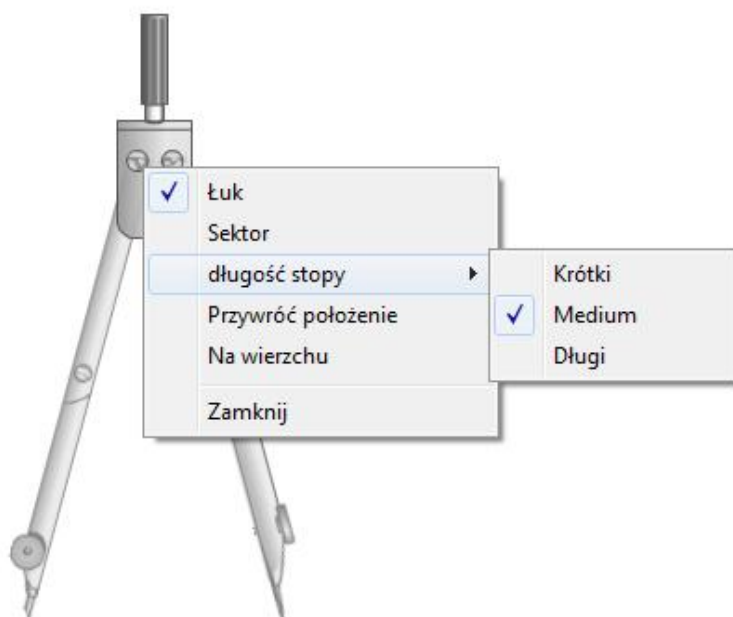 Łuk
Sektor
długość stopy
Przywróć położenie
Na wierzchu
Zamknij
Krótki
Medium
Długi